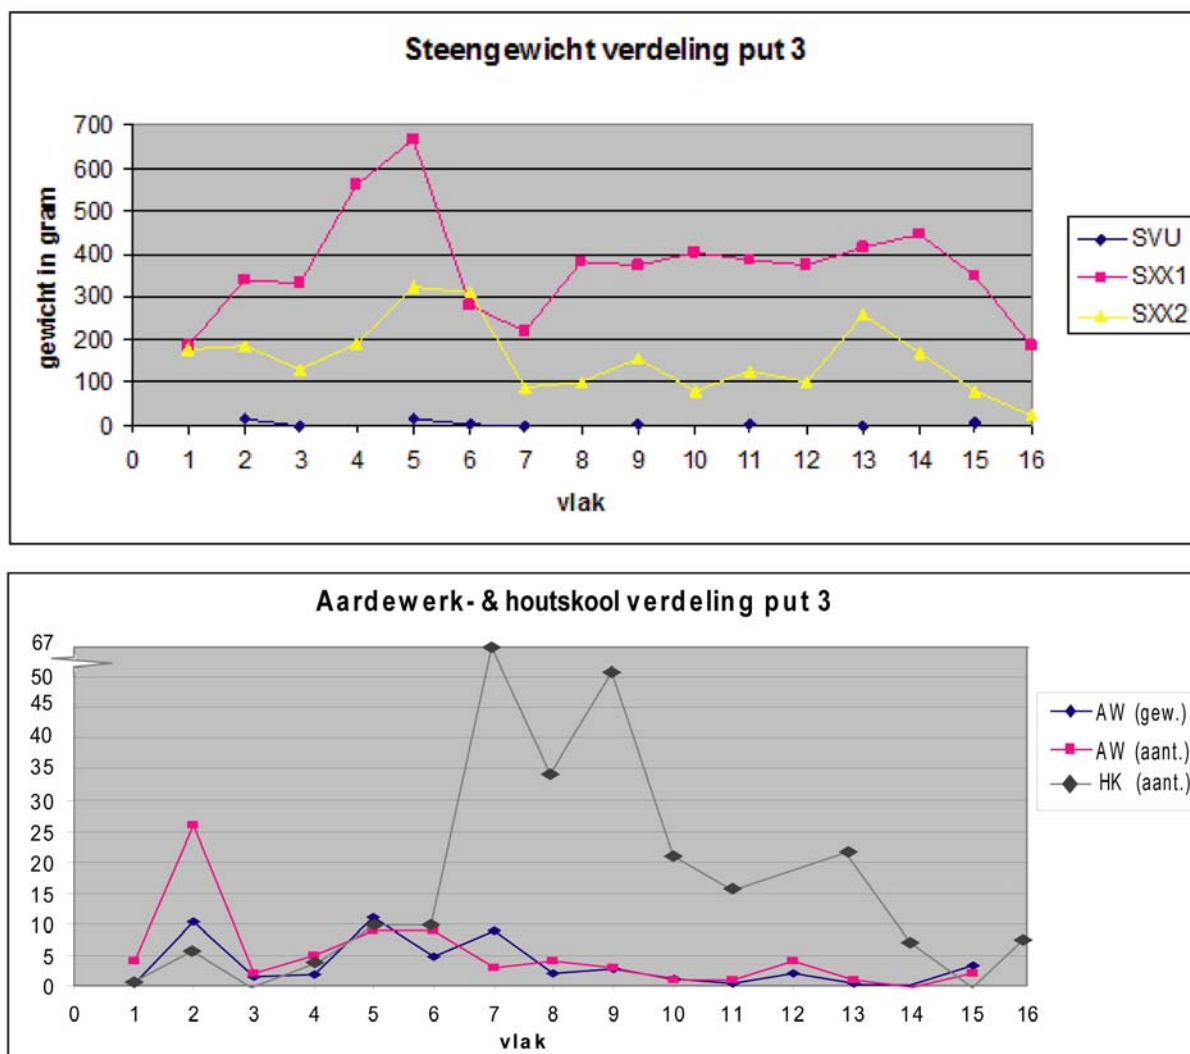 Steengewicht verdeling put 3
gewicht in gram
700
600
500
400
300
200
100
0
0 1 2 3 4 5 6 7 8 9 10 11 12 13 14 15 16
vlak
SVU
SXX1
SXX2
Aardewerk- & houtskool verdeling put 3
67
50
45
40
35
30
25
20
15
10
5
0
0 1 2 3 4 5 6 7 8 9 10 11 12 13 14 15 16
vlak
AW (gew.)
AW (aant.)
HK (aant.)